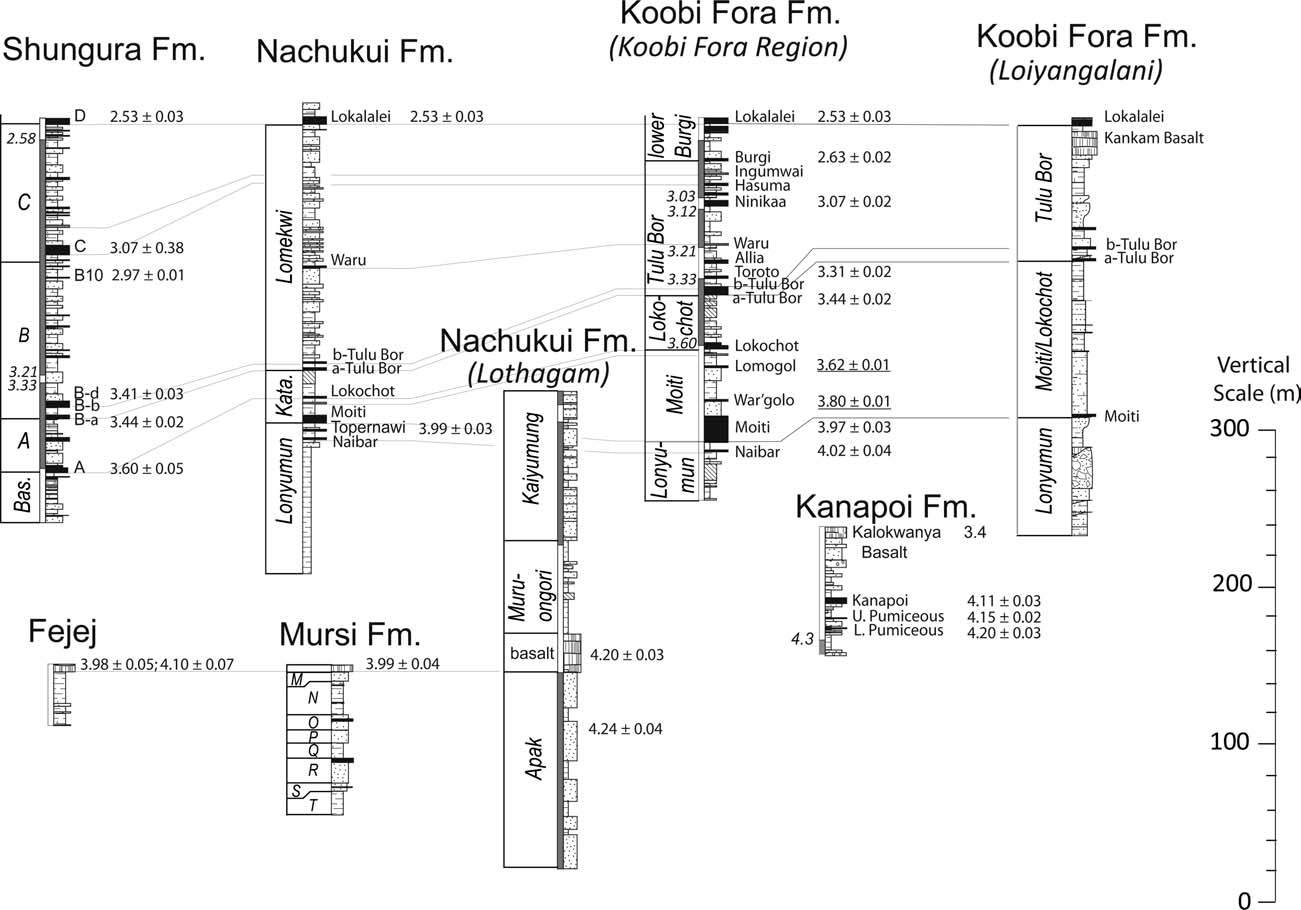 Shungura Fm.
D 2.53 ± 0.03
2.58
C
C 3.07 ± 0.38
B10 2.97 ± 0.01
B
3.21
3.33
B-d 3.41 ± 0.03
B-b
B-a 3.44 ± 0.02
A
A 3.60 ± 0.05
Bas.
Nachukui Fm.
Lokalalei 2.53 ± 0.03
Lomekwi
Waru
b-Tulu Bor
a-Tulu Bor
Kata.
Lokochot
Moiti
Topernawi 3.99 ± 0.03
Naibar
Lonyumun
Koobi Fora Fm.
(Koobi Fora Region)
lower
Burgi
Lokalalei 2.53 ± 0.03
Burgi 2.63 ± 0.02
Ingumwai
Hasuma
3.03
Ninikaa 3.07 ± 0.02
3.12
Tulu Bor
Waru
3.21
Allia
Toroto 3.31 ± 0.02
3.33
b-Tulu Bor
a-Tulu Bor 3.44 ± 0.02
Loko-
chot
3.60
Lokochot
Lomogol 3.62 ± 0.01
Moiti
War'golo 3.80 ± 0.01
Moiti 3.97 ± 0.03
Naibar 4.02 ± 0.04
Lonyu-
mun
Koobi Fora Fm.
(Loiyangalani)
Lokalalei
Kankam Basalt
Tulu Bor
b-Tulu Bor
a-Tulu Bor
Moiti/Lokochot
Moiti
Lonyumun
Nachukui Fm.
(Lothagam)
Kaiyumung
Muru-
ongori
basalt 4.20 ± 0.03
4.24 ± 0.04
Apak
Kanapoi Fm.
Kalokwanya 3.4
Basalt
Kanapoi 4.11 ± 0.03
U. Pumiceous 4.15 ± 0.02
L. Pumiceous 4.20 ± 0.03
4.3
Fejej
3.98 ± 0.05; 4.10 ± 0.07
Mursi Fm.
3.99 ± 0.04
M
N
O
P
Q
R
S
T
Vertical
Scale (m)
300
200
100
0